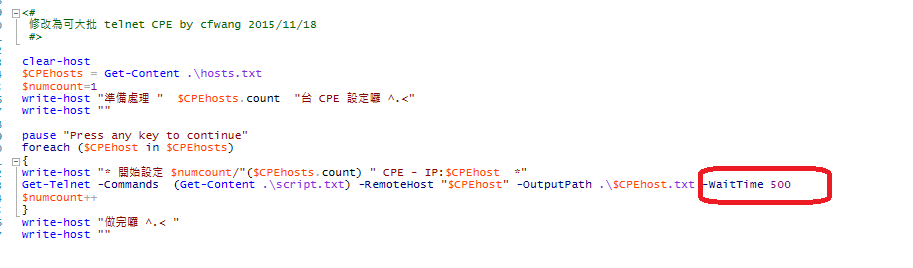 <#
修改為可大批 telnet CPE by cfwang 2015/11/18
#>
clear-host
$CPEhosts = Get-Content .\hosts.txt
$numcount=1
write-host "準備處理 "  $CPEhosts.count  "台 CPE 設定囉 ^.<"
write-host ""
pause "Press any key to continue"
foreach ($CPEhost in $CPEhosts)
{
write-host "* 開始設定 $numcount/"($CPEhosts.count) " CPE - IP:$CPEhost  *"
Get-Telnet -Commands  (Get-Content .\script.txt) -RemoteHost "$CPEhost" -OutputPath .\$CPEhost.txt -WaitTime 500
$numcount++
}
write-host "做完囉 ^.< "
write-host ""